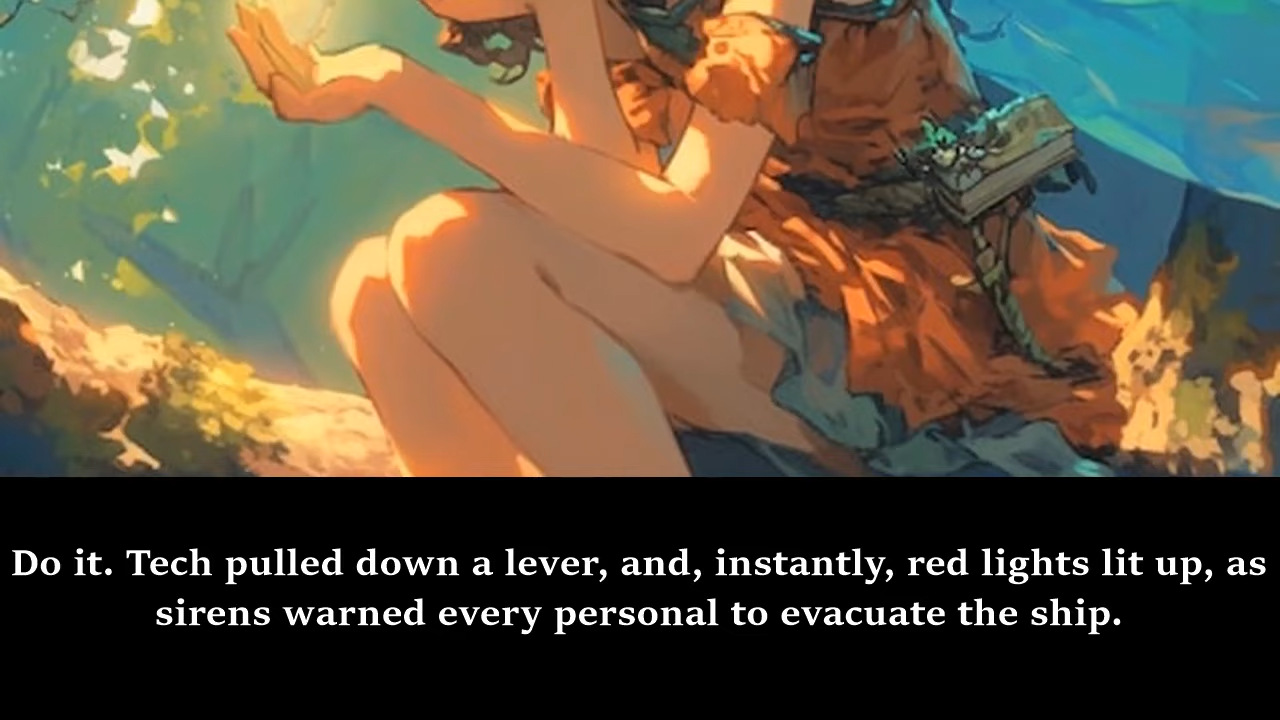 Do it. Tech pulled down a lever, and, instantly, red lights lit up, as
sirens warned every personal to evacuate the ship.